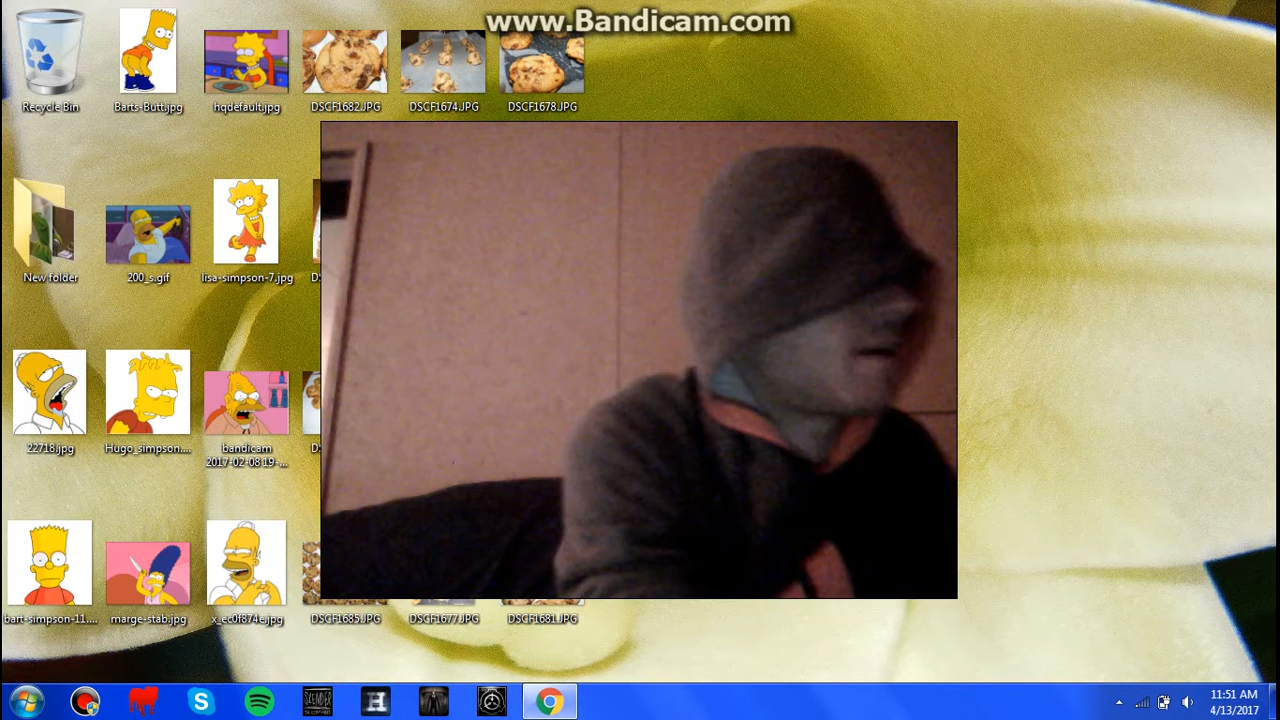 www.Bandicam.com
Recycle Bin
Barts-Butt.jpg
hqdefault.jpg
DSCF1682.JPG
DSCF1674.JPG
DSCF1678.JPG
New folder
200_s.gif
lisa-simpson-7.jpg
22718.jpg
Hugo_simpson....
bandicam
2017-02-08 19-...
bart-simpson-11....
marge-stab.jpg
x_ec0f874e.jpg
DSCF1685.JPG
DSCF1677.JPG
DSCF1681.JPG
SLENDER
H
11:51 AM
4/13/2017